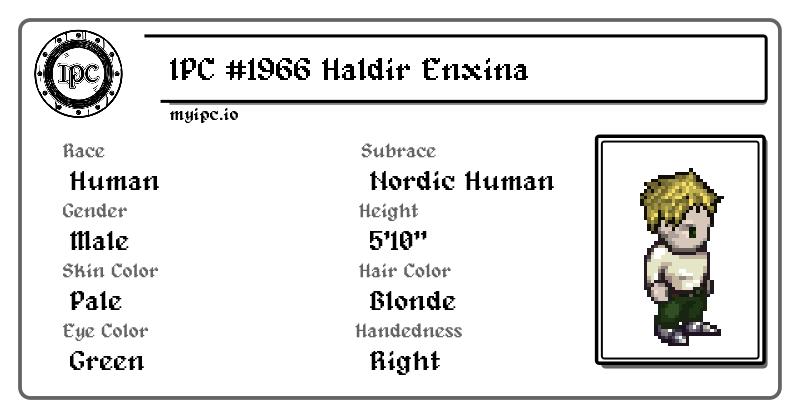 IPC
IPC #1966 Haldir Enxina
myipc.io
Race
Human
Subrace
Nordic Human
Gender
Male
Height
5'10"
Skin Color
Pale
Hair Color
Blonde
Eye Color
Green
Handedness
Right